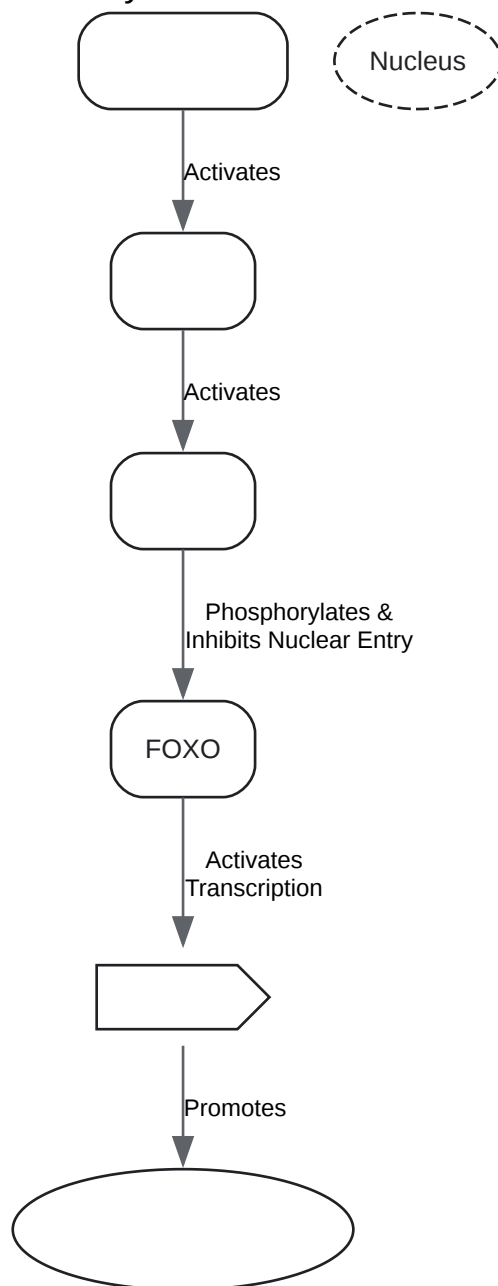 Nucleus
Activates
Activates
Phosphorylates &
Inhibits Nuclear Entry
FOXO
Activates
Transcription
Promotes